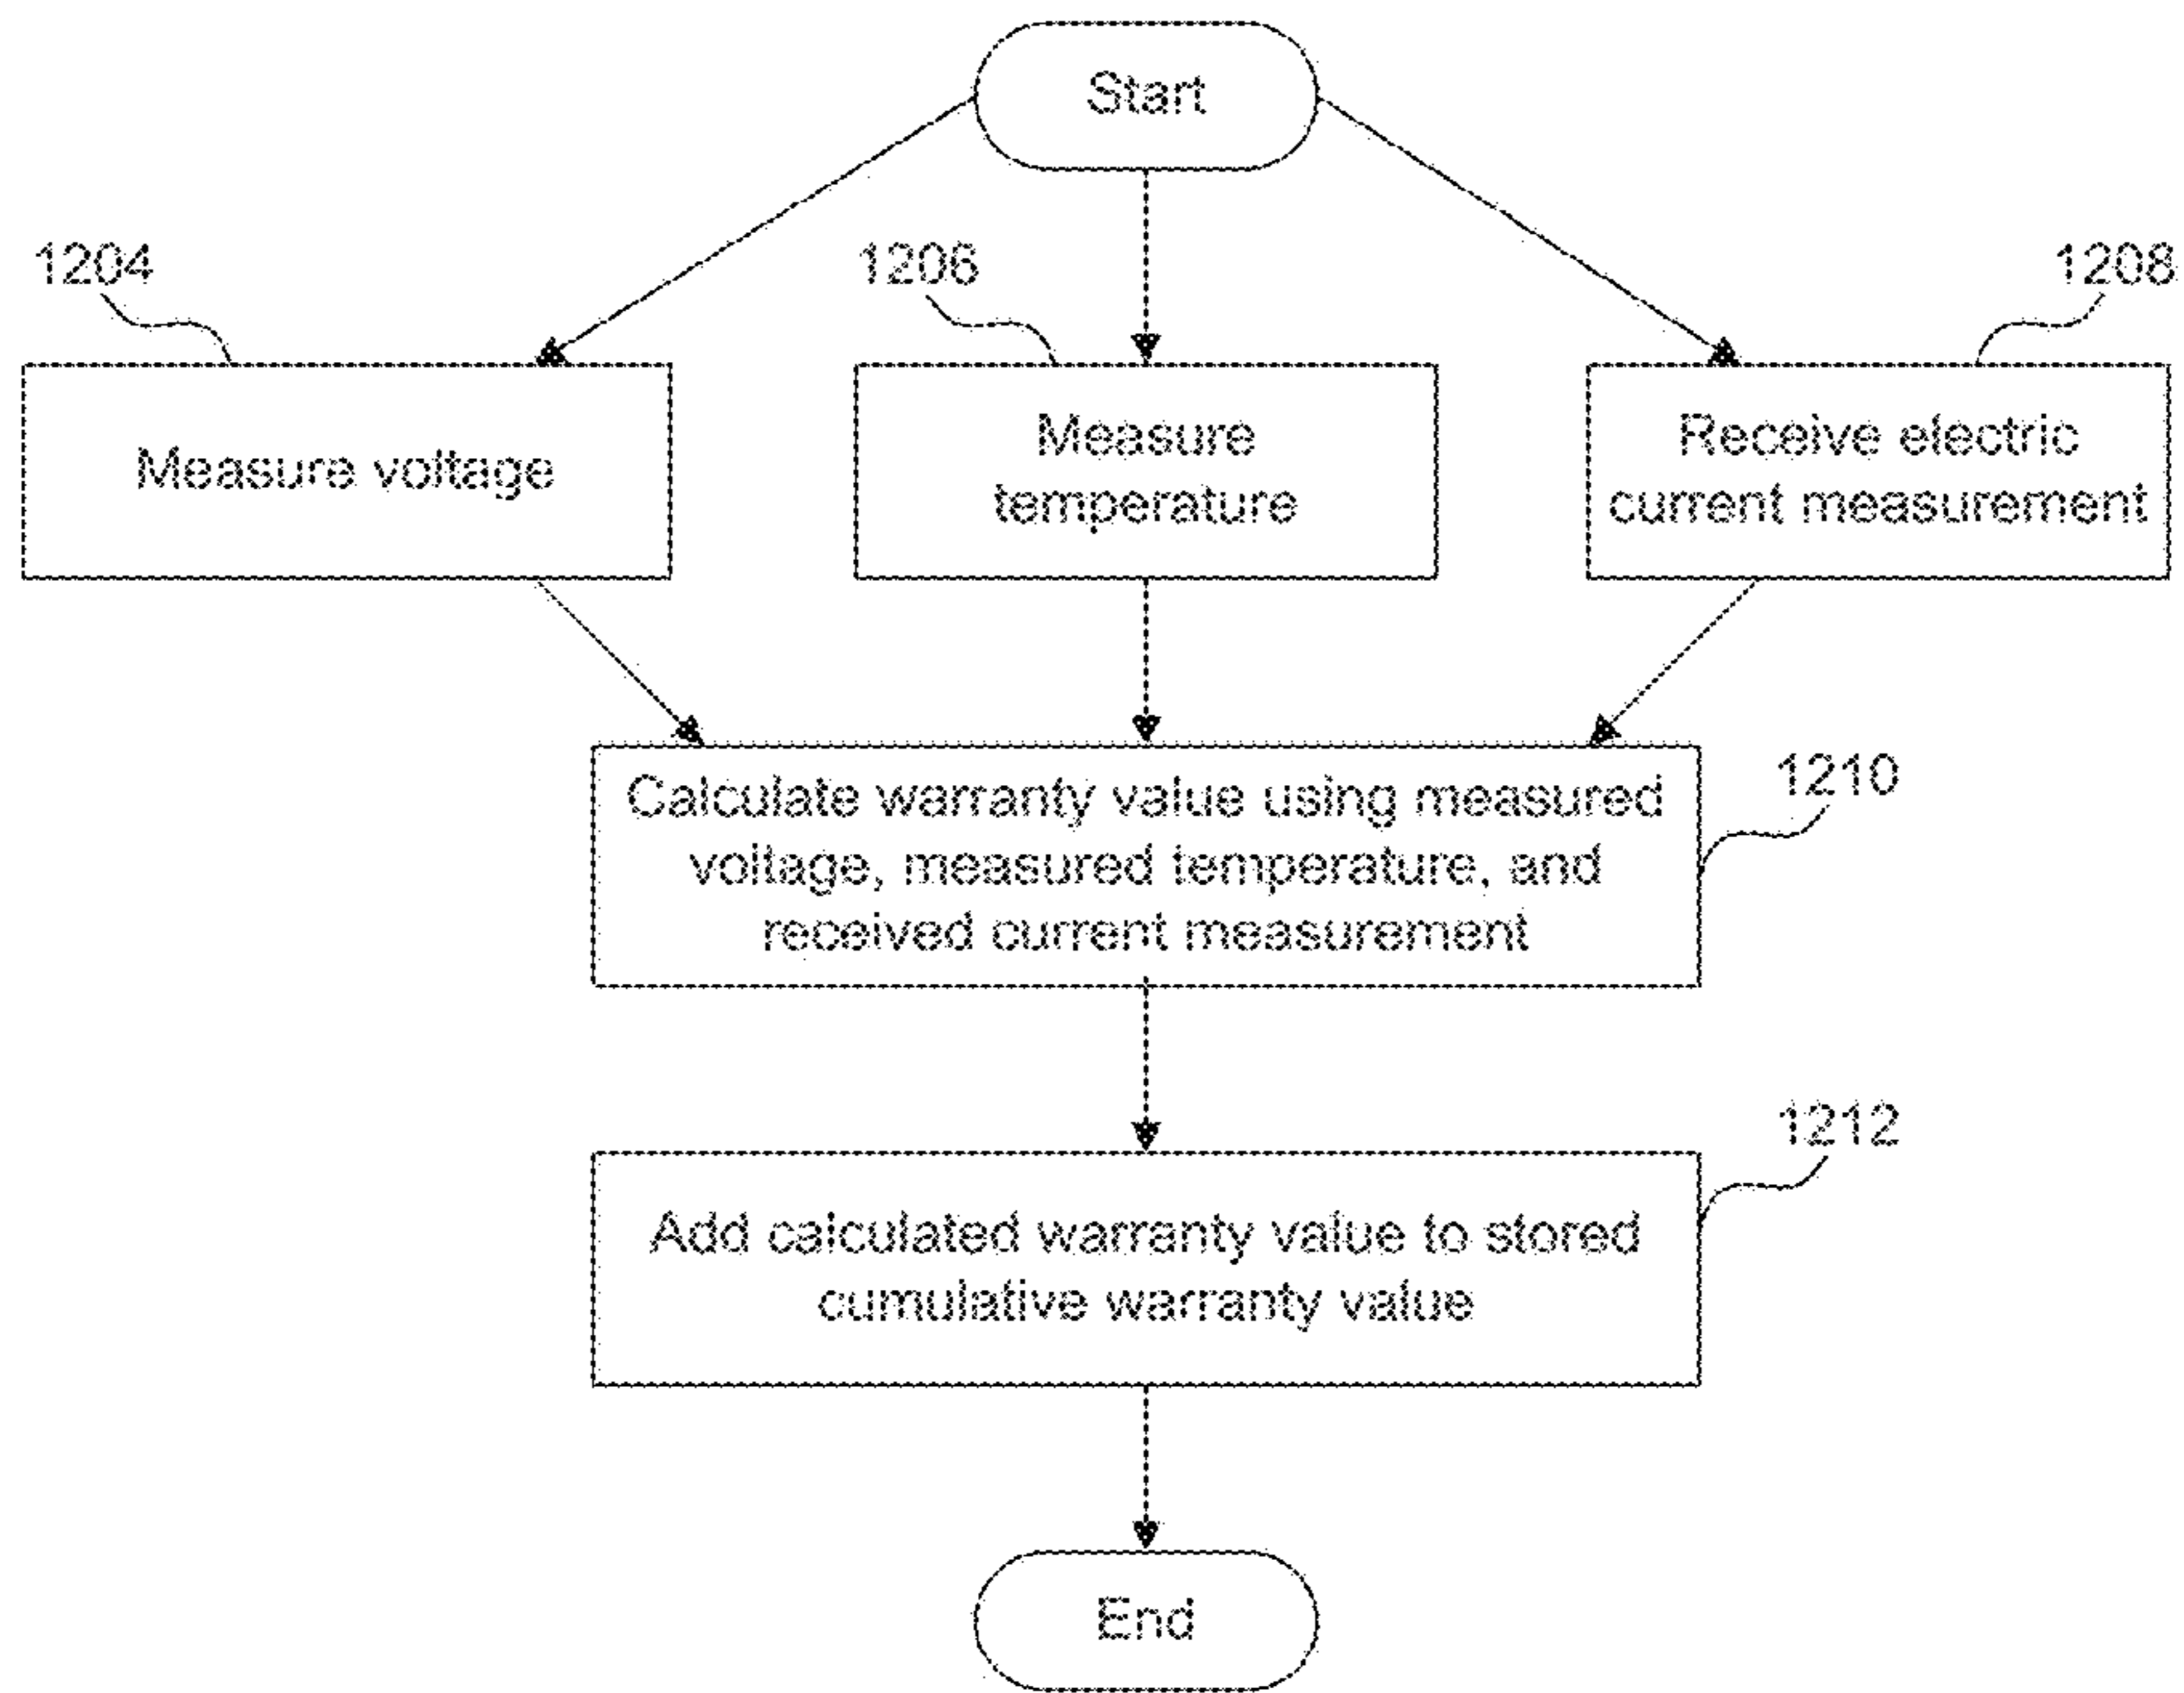 Start
1204
1206
1208
Measure voltage
Measure
temperature
Receive electric
current measurement
Calculate warranty value using measured
voltage, measured temperature, and
received current measurement
1210
1212
Add calculated warranty value to stored
cumulative warranty value
End